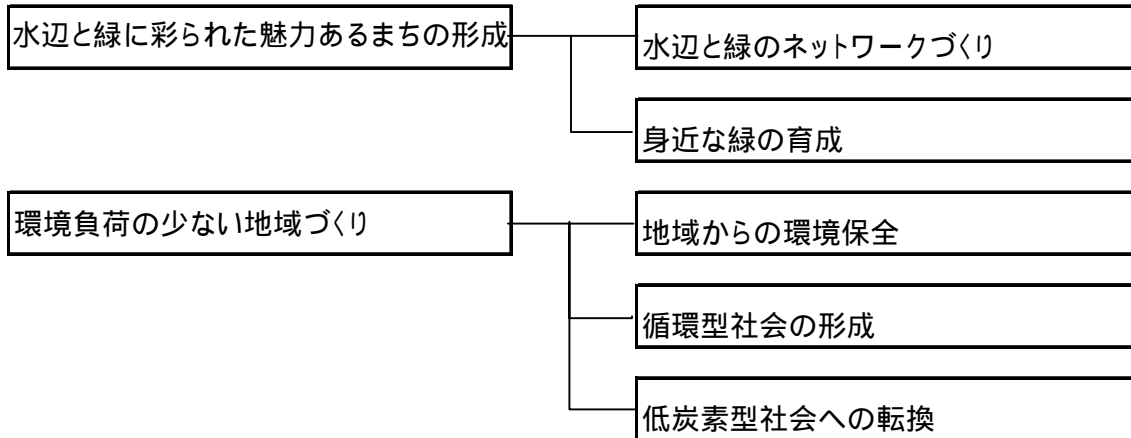 水辺と緑に彩られた魅力あるまちの形成
水辺と緑のネットワークづくり
身近な緑の育成
環境負荷の少ない地域づくり
地域からの環境保全
循環型社会の形成
低炭素型社会への転換